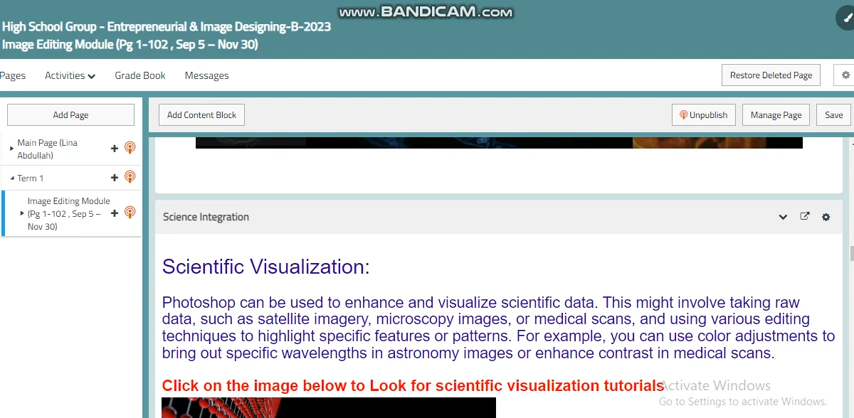 www.BANDICAM.com
High School Group - Entrepreneurial & Image Designing-B-2023
Image Editing Module (Pg 1-102 , Sep 5 – Nov 30)
Pages Activities Grade Book Messages Restore Deleted Page
Add Page Add Content Block Unpublish Manage Page Save
Main Page (Lina
Abdullah)
Term 1
Image Editing Module
(Pg 1-102 , Sep 5 –
Nov 30)
Science Integration
Scientific Visualization:
Photoshop can be used to enhance and visualize scientific data. This might involve taking raw
data, such as satellite imagery, microscopy images, or medical scans, and using various editing
techniques to highlight specific features or patterns. For example, you can use color adjustments to
bring out specific wavelengths in astronomy images or enhance contrast in medical scans.
Click on the image below to Look for scientific visualization tutorials
Activate Windows
Go to Settings to activate Windows.